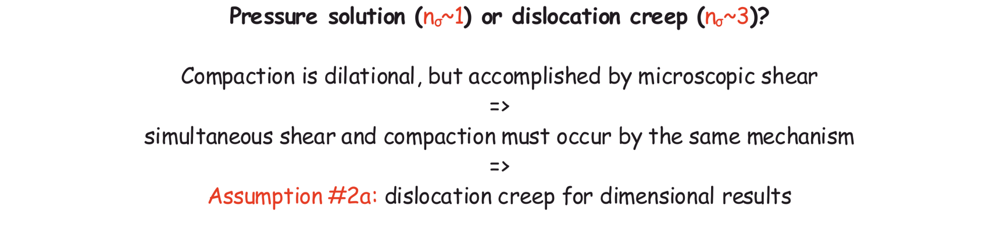 Pressure solution (nσ~1) or dislocation creep (nσ~3)?
Compaction is dilational, but accomplished by microscopic shear
=>
simultaneous shear and compaction must occur by the same mechanism
=>
Assumption #2a: dislocation creep for dimensional results